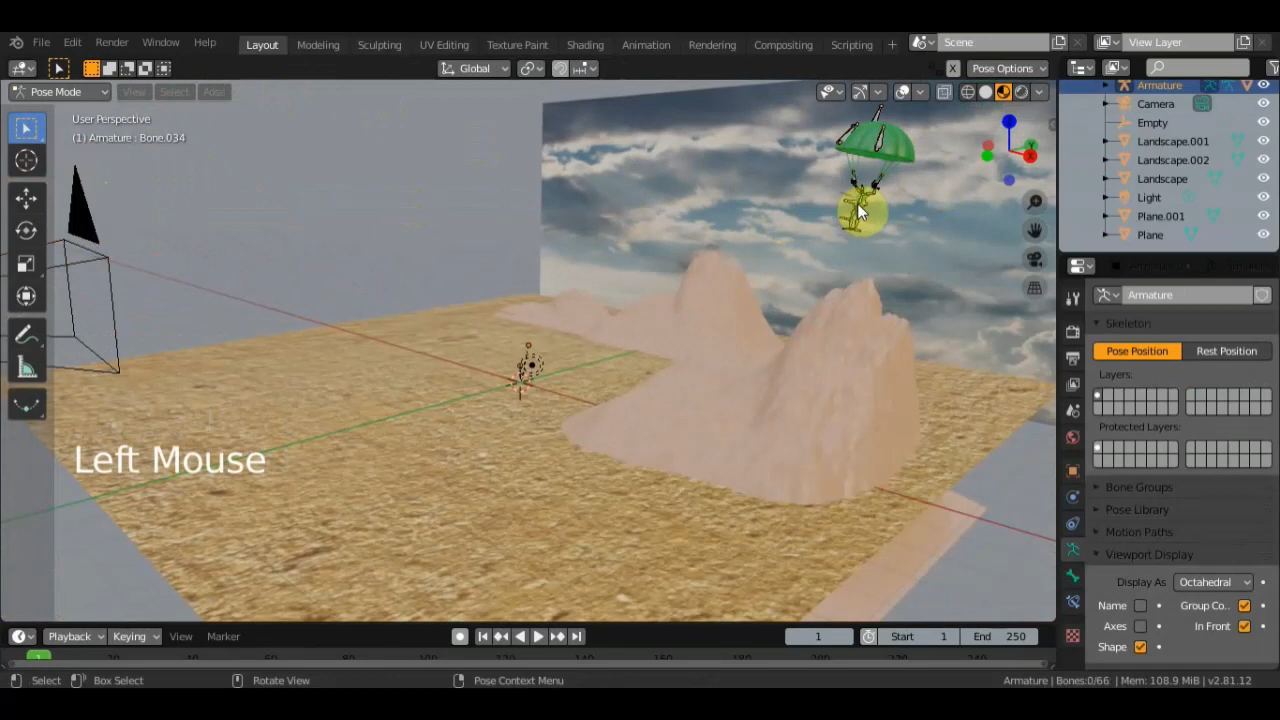 File Edit Render Window Help Layout Modeling Sculpting UV Editing Texture Paint Shading Animation Rendering Compositing Scripting + Scene View Layer
Global X Pose Options
Pose Mode View Select Pose
User Perspective
(1) Armature : Bone.034
Armature
Camera
Empty
Landscape.001
Landscape.002
Landscape
Light
Plane.001
Plane
Armature
Skeleton
Pose Position Rest Position
Layers:
Protected Layers:
Bone Groups
Pose Library
Motion Paths
Viewport Display
Display As Octahedral
Name Group Co..
Axes In Front
Shape
Left Mouse
Playback Keying View Marker 1 Start 1 End 250
1
Select Box Select Rotate View Pose Context Menu Armature | Bones:0/66 | Mem: 108.9 MiB | v2.81.12